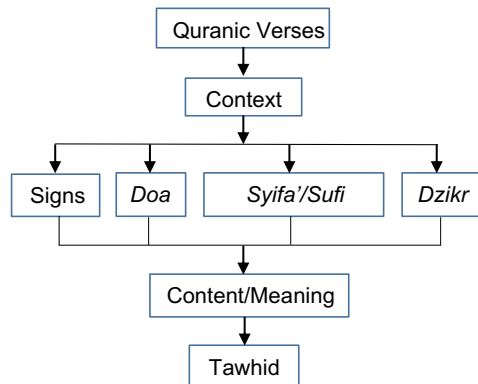 Quranic Verses
Context
Signs
Doa
Syifa'/Sufi
Dzikr
Content/Meaning
Tawhid